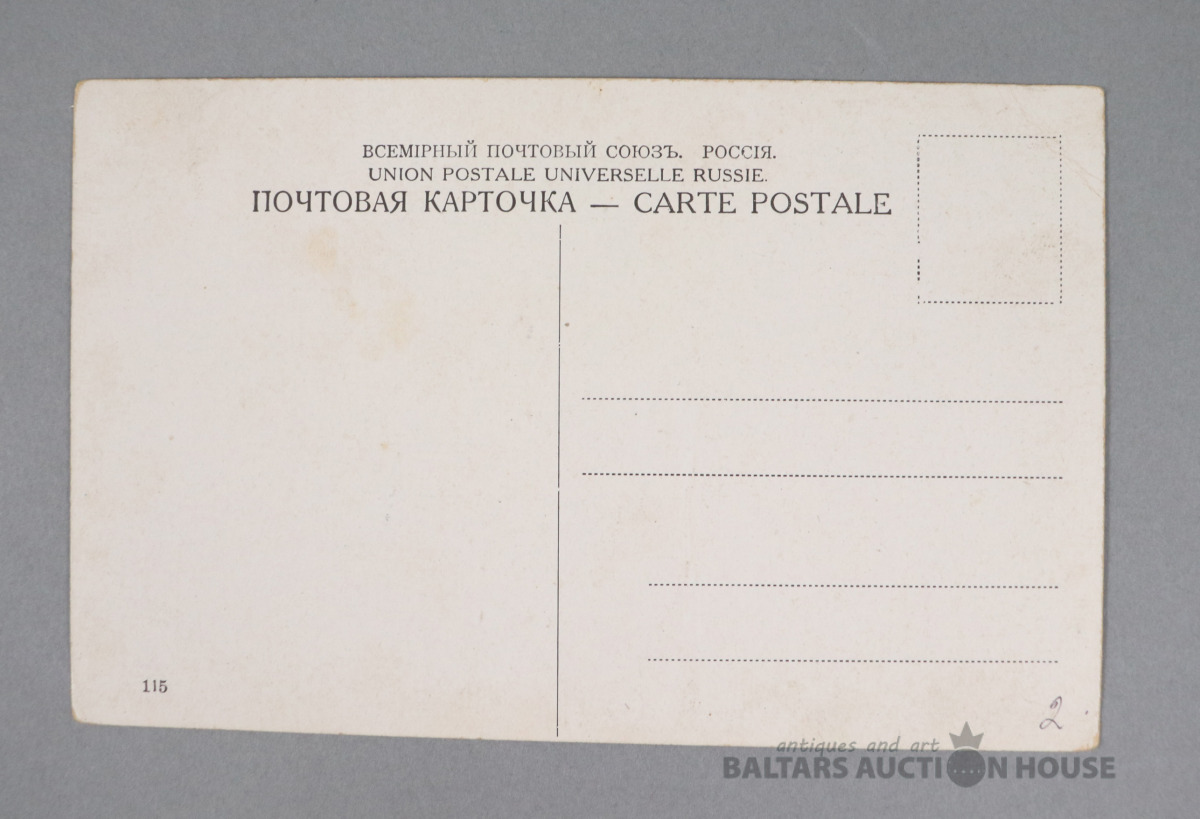 ВСЕМІРНЫЙ ПОЧТОВЫЙ СОЮЗЪ. РОССІЯ.
UNION POSTALE UNIVERSELLE RUSSIE.
ПОЧТОВАЯ КАРТОЧКА — CARTE POSTALE
115
2
antiques and art
BALTARS AUCTION HOUSE